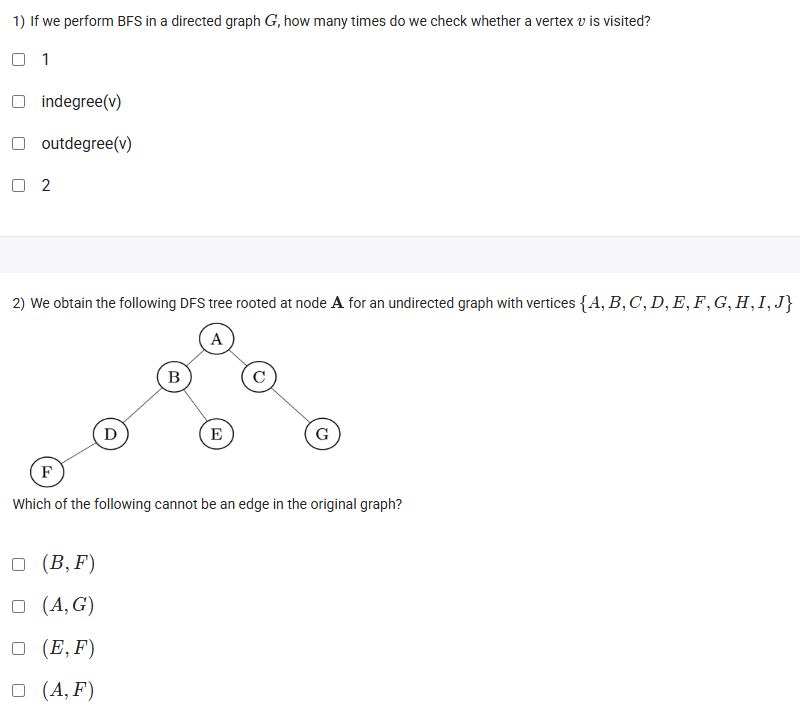 1) If we perform BFS in a directed graph G, how many times do we check whether a vertex v is visited?
1
indegree(v)
outdegree(v)
2
2) We obtain the following DFS tree rooted at node A for an undirected graph with vertices {A, B, C, D, E, F, G, H, I, J}
A
B C
D E G
F
Which of the following cannot be an edge in the original graph?
(B, F)
(A, G)
(E, F)
(A, F)